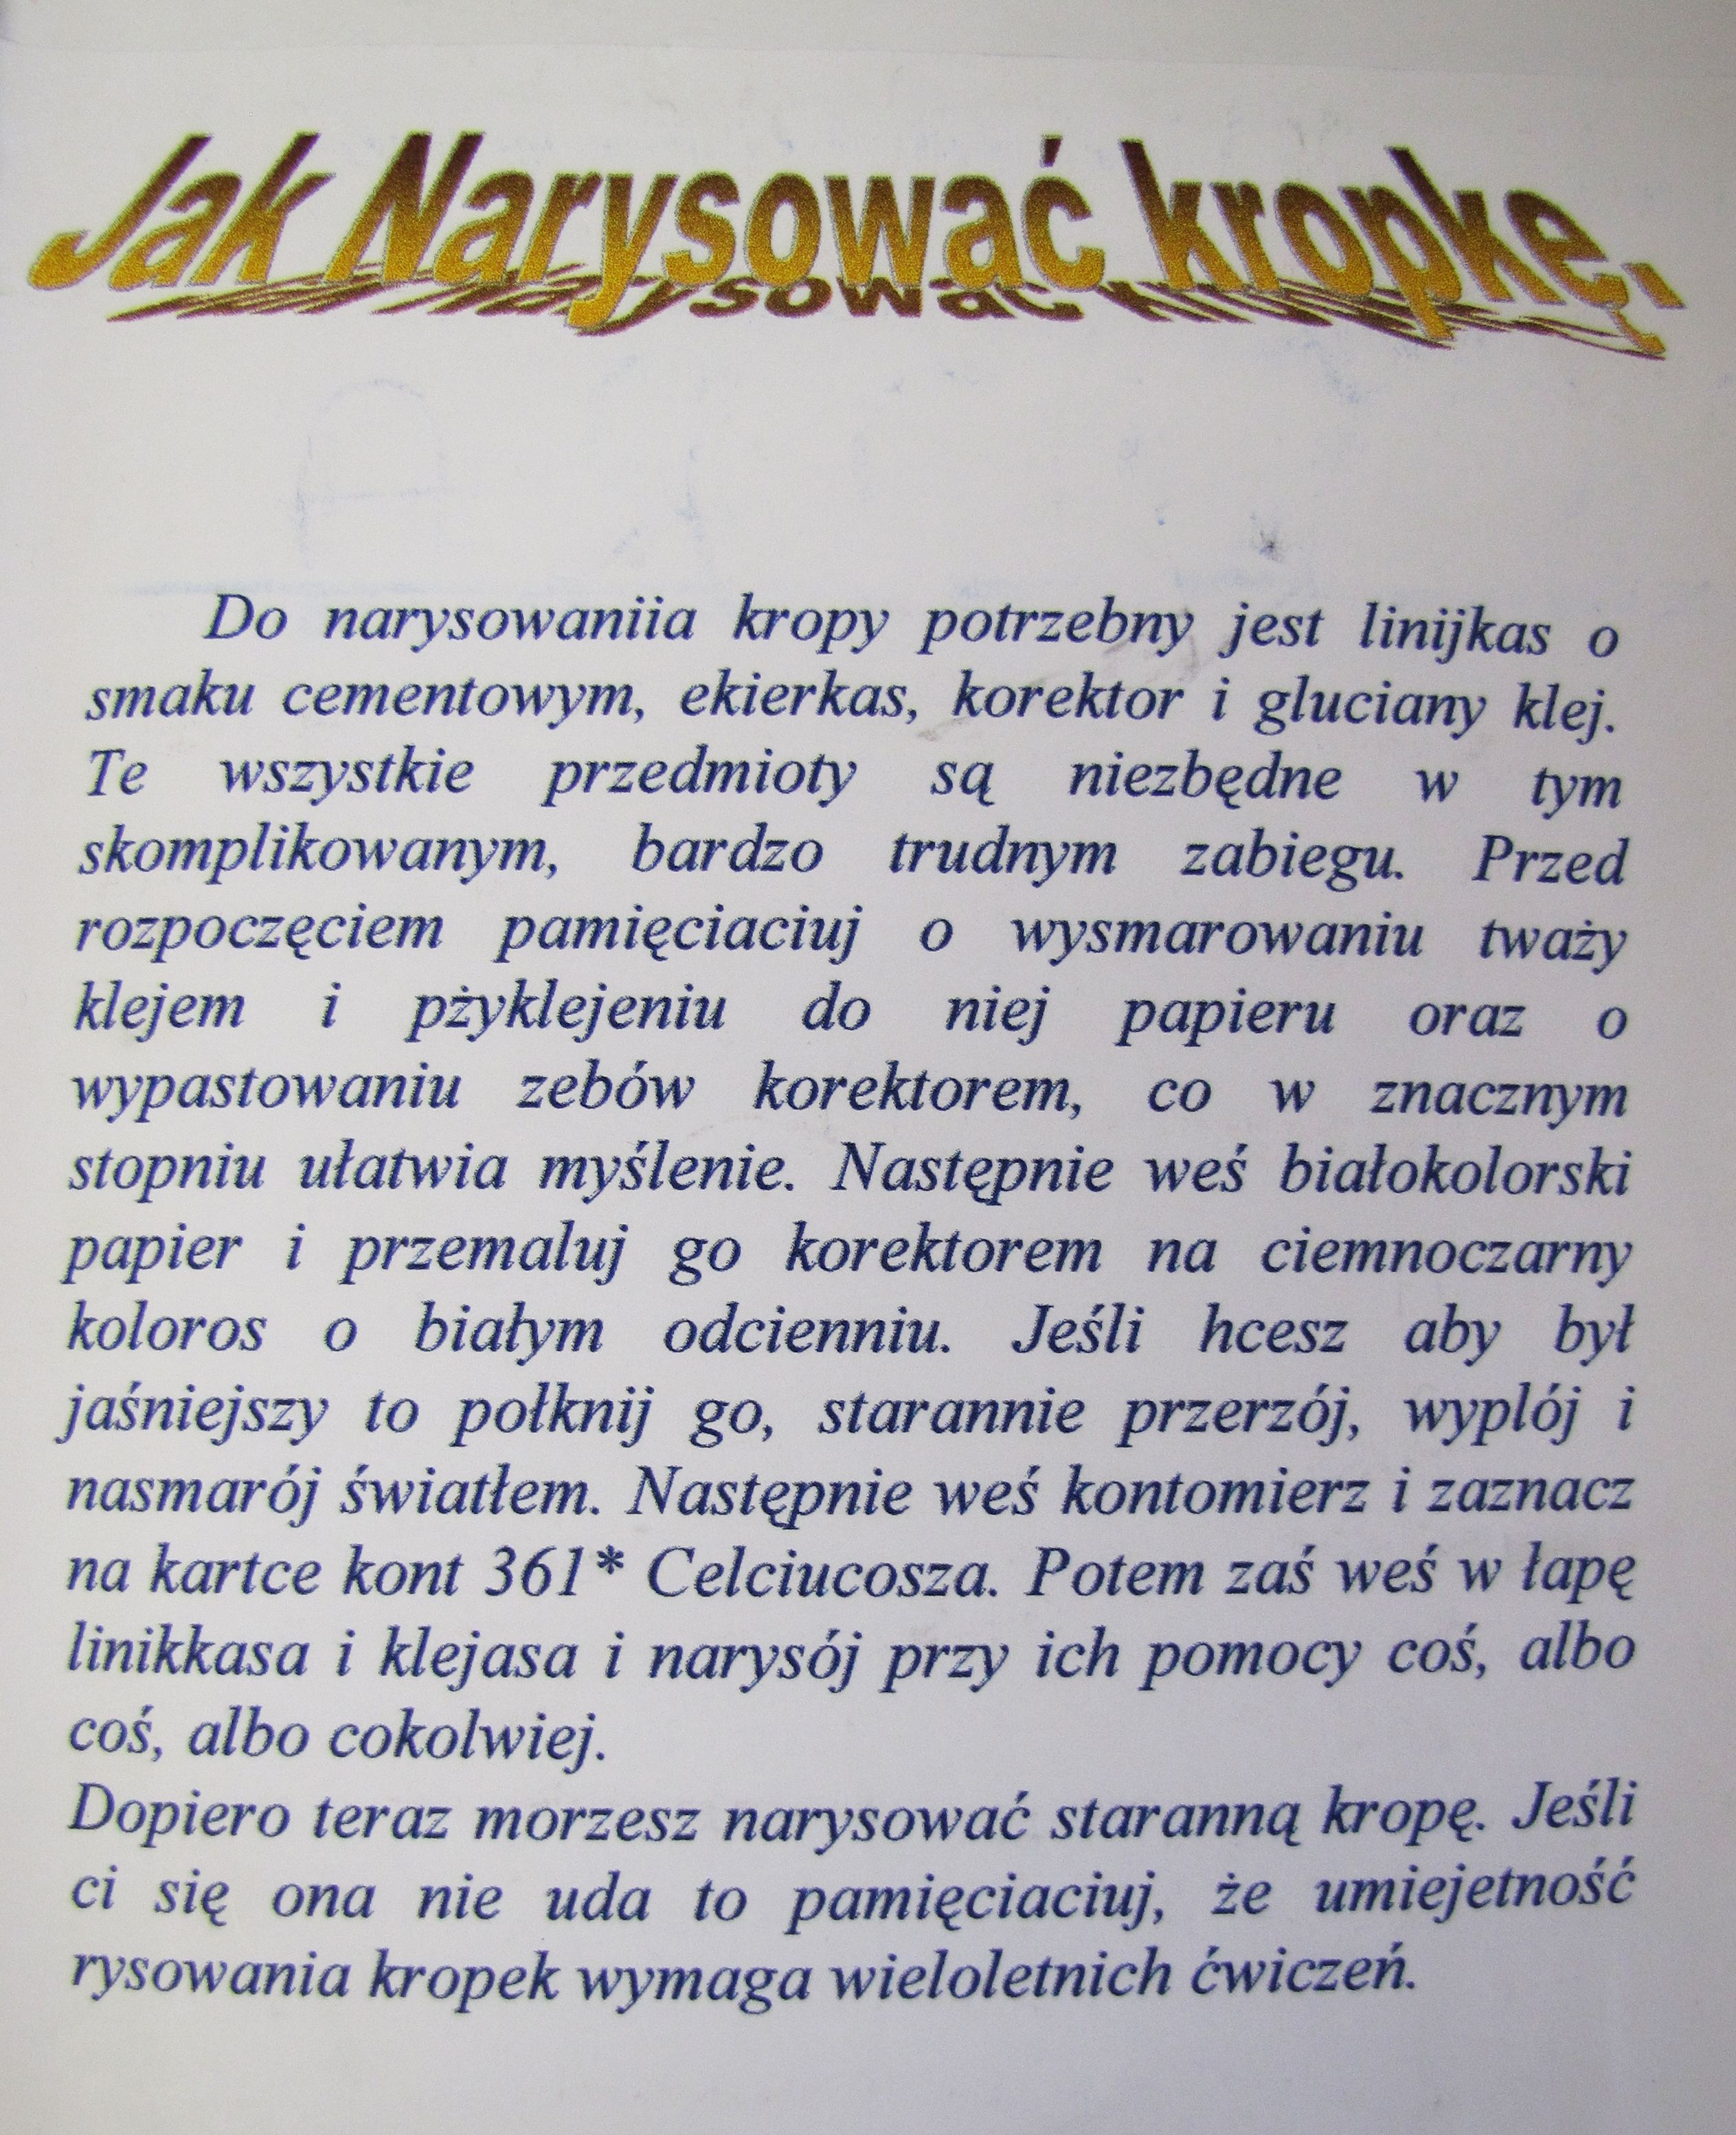 Jak Narysować kropkę.
Do narysowaniia kropy potrzebny jest linijkas o
smaku cementowym, ekierkas, korektor i gluciany klej.
Te wszystkie przedmioty są niezbędne w tym
skomplikowanym, bardzo trudnym zabiegu. Przed
rozpoczęciem pamięciaciuj o wysmarowaniu tważy
klejem i pżyklejeniu do niej papieru oraz o
wypastowaniu zebów korektorem, co w znacznym
stopniu ułatwia myślenie. Następnie weś białokolorski
papier i przemaluj go korektorem na ciemnoczarny
koloros o białym odcienniu. Jeśli hcesz aby był
jaśniejszy to połknij go, starannie przerzój, wyplój i
nasmarój światłem. Następnie weś kontomierz i zaznacz
na kartce kont 361* Celciucosza. Potem zaś weś w łapę
linikkasa i klejasa i narysój przy ich pomocy coś, albo
coś, albo cokolwiej.
Dopiero teraz morzesz narysować staranną kropę. Jeśli
ci się ona nie uda to pamięciaciuj, że umiejetność
rysowania kropek wymaga wieloletnich ćwiczeń.